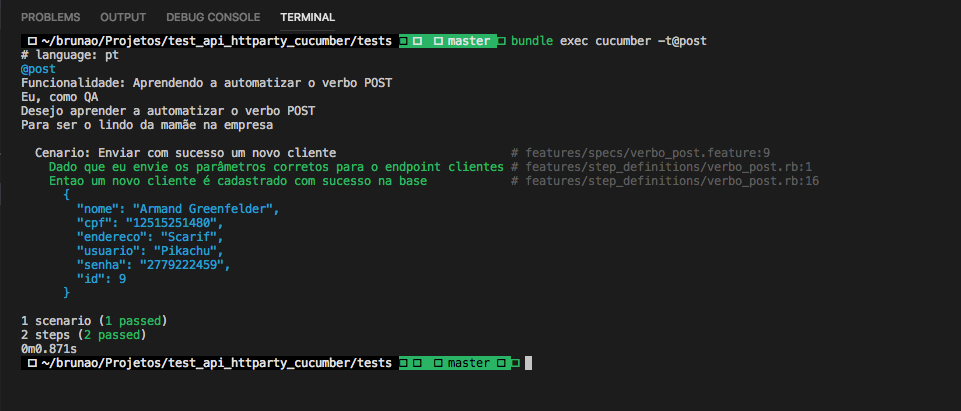 PROBLEMS OUTPUT DEBUG CONSOLE TERMINAL
~/brunao/Projetos/test_api_httparty_cucumber/tests master bundle exec cucumber -t@post
# language: pt
@post
Funcionalidade: Aprendendo a automatizar o verbo POST
Eu, como QA
Desejo aprender a automatizar o verbo POST
Para ser o lindo da mamãe na empresa
Cenario: Enviar com sucesso um novo cliente # features/specs/verbo_post.feature:9
Dado que eu envie os parâmetros corretos para o endpoint clientes # features/step_definitions/verbo_post.rb:1
Entao um novo cliente é cadastrado com sucesso na base # features/step_definitions/verbo_post.rb:16
{
"nome": "Armand Greenfelder",
"cpf": "12515251480",
"endereco": "Scarif",
"usuario": "Pikachu",
"senha": "2779222459",
"id": 9
}
1 scenario (1 passed)
2 steps (2 passed)
0m0.871s
~/brunao/Projetos/test_api_httparty_cucumber/tests master